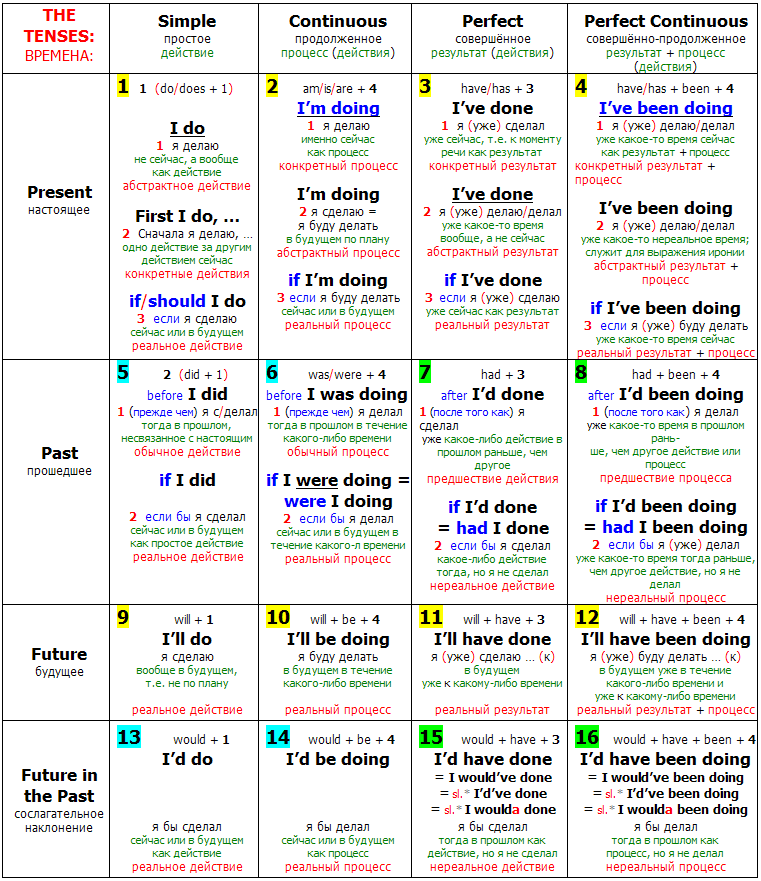 THE
TENSES:
ВРЕМЕНА:
Simple
простое
действие
Continuous
продолженное
процесс (действия)
Perfect
совершённое
результат (действия)
Perfect Continuous
совершённо-продолженное
результат + процесс
(действия)
Present
настоящее
1 1 (do/does + 1)
I do
1 я делаю
не сейчас, а вообще
как действие
абстрактное действие
First I do, ...
2 Сначала я делаю, ...
одно действие за другим
действием сейчас
конкретные действия
if/should I do
3 если я сделаю
сейчас или в будущем
реальное действие
2 am/is/are + 4
I’m doing
1 я делаю
именно сейчас
как процесс
конкретный процесс
I’m doing
2 я сделаю =
я буду делать
в будущем по плану
абстрактный процесс
if I’m doing
3 если я буду делать
сейчас или в будущем
реальный процесс
3 have/has + 3
I’ve done
1 я (уже) сделал
уже сейчас, т.е. к моменту
речи как результат
конкретный результат
I’ve done
2 я (уже) делаю/делал
уже какое-то время
вообще, а не сейчас
абстрактный результат
if I’ve done
3 если я (уже) сделаю
уже сейчас как результат
реальный результат
4 have/has + been + 4
I’ve been doing
1 я (уже) делаю/делал
уже какое-то время сейчас
как результат + процесс
конкретный результат +
процесс
I’ve been doing
2 я (уже) делаю/делал
уже какое-то нереальное время;
служит для выражения иронии
абстрактный результат +
процесс
if I’ve been doing
3 если я (уже) буду делать
уже какое-то время сейчас
реальный результат + процесс
Past
прошедшее
5 2 (did + 1)
before I did
1 (прежде чем) я с/делал
тогда в прошлом,
несвязанное с настоящим
обычное действие
if I did
2 если бы я сделал
сейчас или в будущем
как простое действие
реальное действие
6 was/were + 4
before I was doing
1 (прежде чем) я делал
тогда в прошлом в течение
какого-либо времени
обычный процесс
if I were doing =
were I doing
2 если бы я делал
сейчас или в будущем в
течение какого-л времени
реальный процесс
7 had + 3
after I’d done
1 (после того как) я
сделал
уже какое-либо действие в
прошлом раньше, чем
другое
предшествие действия
if I’d done
= had I done
2 если бы я сделал
какое-либо действие
тогда, но я не сделал
нереальное действие
8 had + been + 4
after I’d been doing
1 (после того как) я делал
уже какое-то время в прошлом
рань-
ше, чем другое действие или
процесс
предшествие процесса
if I’d been doing
= had I been doing
2 если бы я (уже) делал
уже какое-то время тогда раньше,
чем другое действие, но я не
делал
нереальный процесс
Future
будущее
9 will + 1
I’ll do
я сделаю
вообще в будущем,
т.е. не по плану
реальное действие
10 will + be + 4
I’ll be doing
я буду делать
в будущем в течение
какого-либо времени
реальный процесс
11 will + have + 3
I’ll have done
я (уже) сделаю ... (к)
в будущем
уже к какому-либо времени
реальный результат
12 will + have + been + 4
I’ll have been doing
я (уже) буду делать ... (к)
в будущем уже в течение
какого-либо времени и
уже к какому-либо времени
реальный результат + процесс
Future in
the Past
сослагательное
наклонение
13 would + 1
I’d do
я бы сделал
сейчас или в будущем
как действие
реальное действие
14 would + be + 4
I’d be doing
я бы делал
сейчас или в будущем
как процесс
реальный процесс
15 would + have + 3
I’d have done
= I would’ve done
= sl.* I’d’ve done
= sl.* I woulda done
я бы сделал
тогда в прошлом как
действие, но я не сделал
нереальное действие
16 would + have + been + 4
I’d have been doing
= I would’ve been doing
= sl.* I’d’ve been doing
= sl.* I woulda been doing
я бы делал
тогда в прошлом как
процесс, но я не делал
нереальный процесс